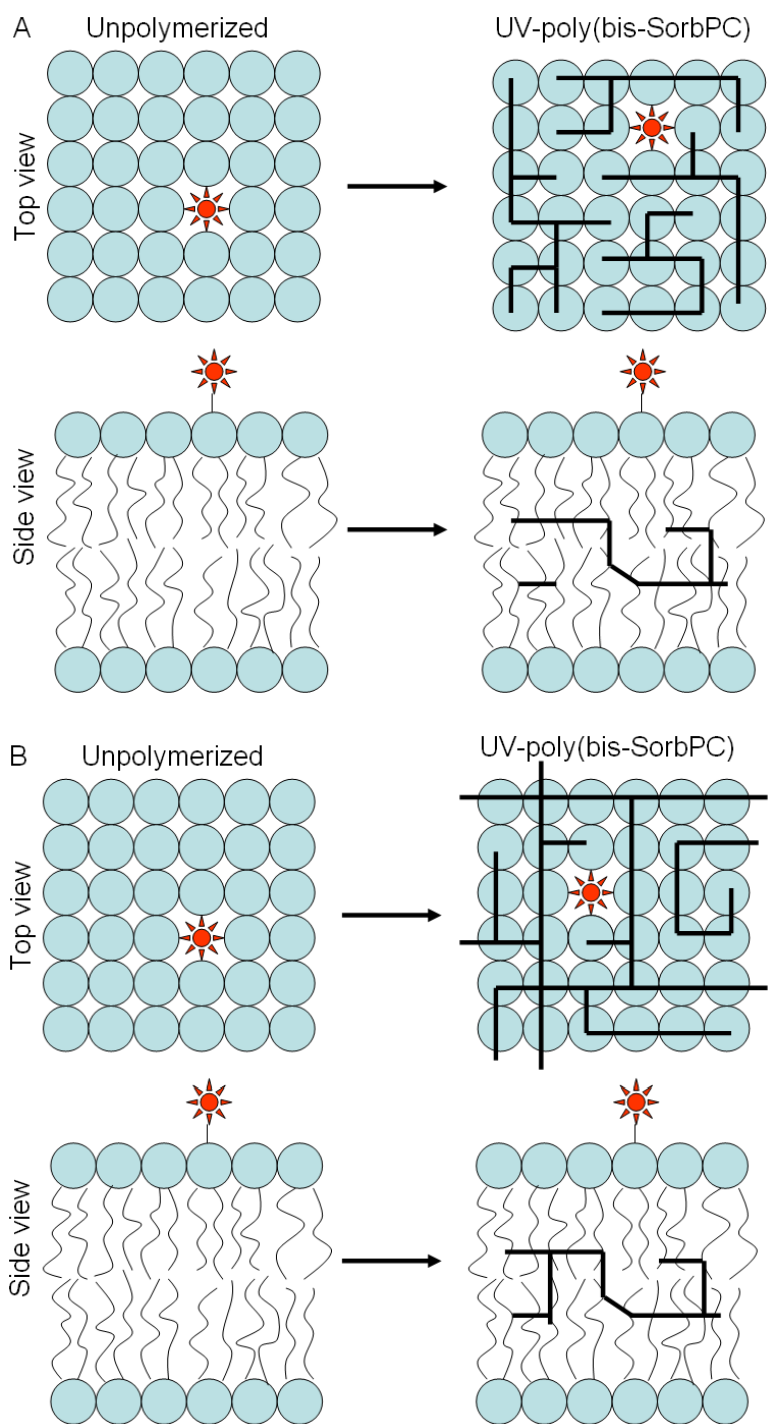 A
Unpolymerized
UV-poly(bis-SorbPC)
Top view
Side view
B
Unpolymerized
UV-poly(bis-SorbPC)
Top view
Side view